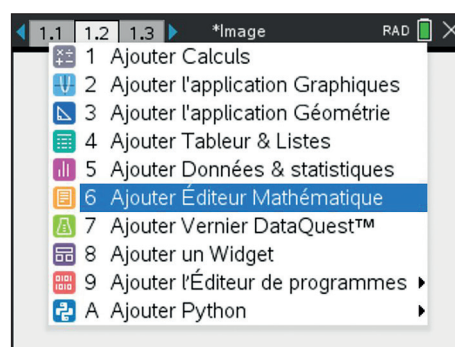 1.1 1.2 1.3 *Image RAD
1 Ajouter Calculs
2 Ajouter l'application Graphiques
3 Ajouter l'application Géométrie
4 Ajouter Tableur & Listes
5 Ajouter Données & statistiques
6 Ajouter Éditeur Mathématique
7 Ajouter Vernier DataQuest™
8 Ajouter un Widget
9 Ajouter l'Éditeur de programmes
A Ajouter Python